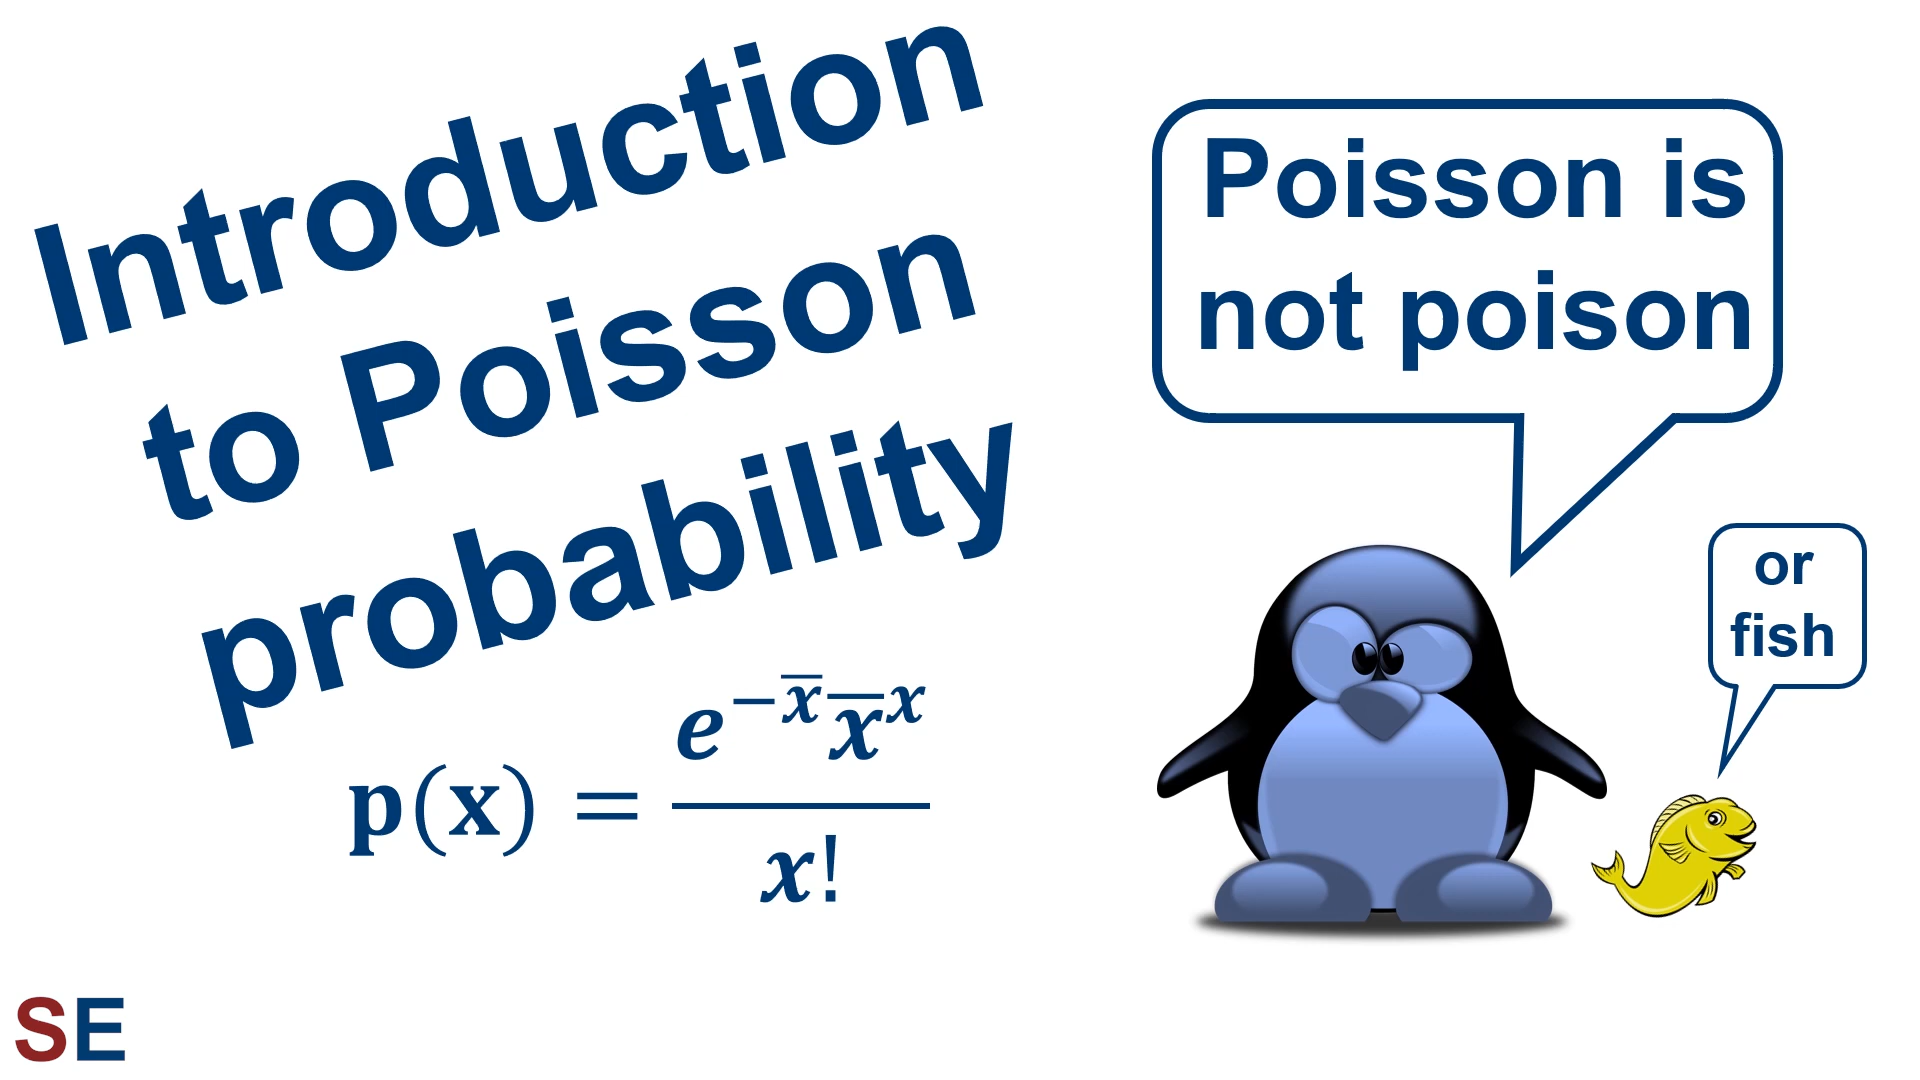 Introduction
to Poisson
probability
p(x) = e^{-x̅} x̅^x / x!
Poisson is
not poison
or
fish
SE